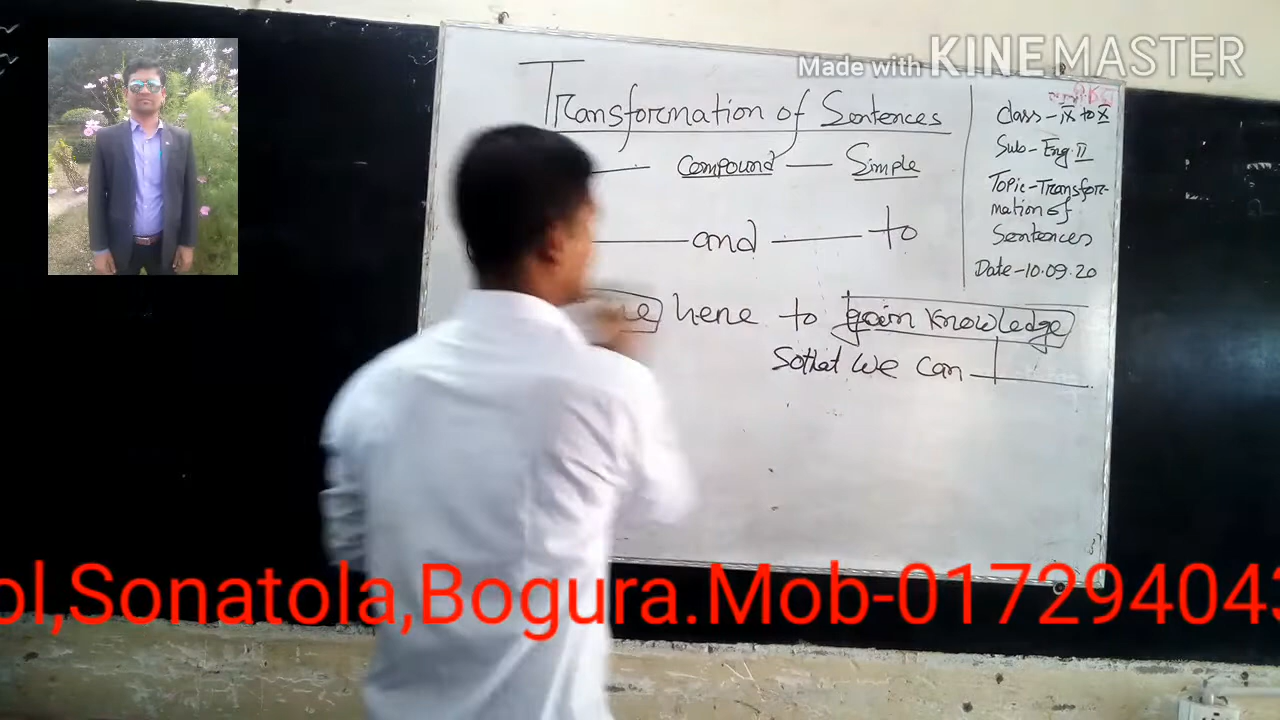 Made with KINEMASTER
Transformation of Sentences
Compound — Simple
and — to
here to gain knowledge
Sothat we can
Class - IX to X
Sub - Eng. II
Topic - Transfor-
mation of
Sentences
Date - 10.09.20
ol,Sonatola,Bogura.Mob-01729404